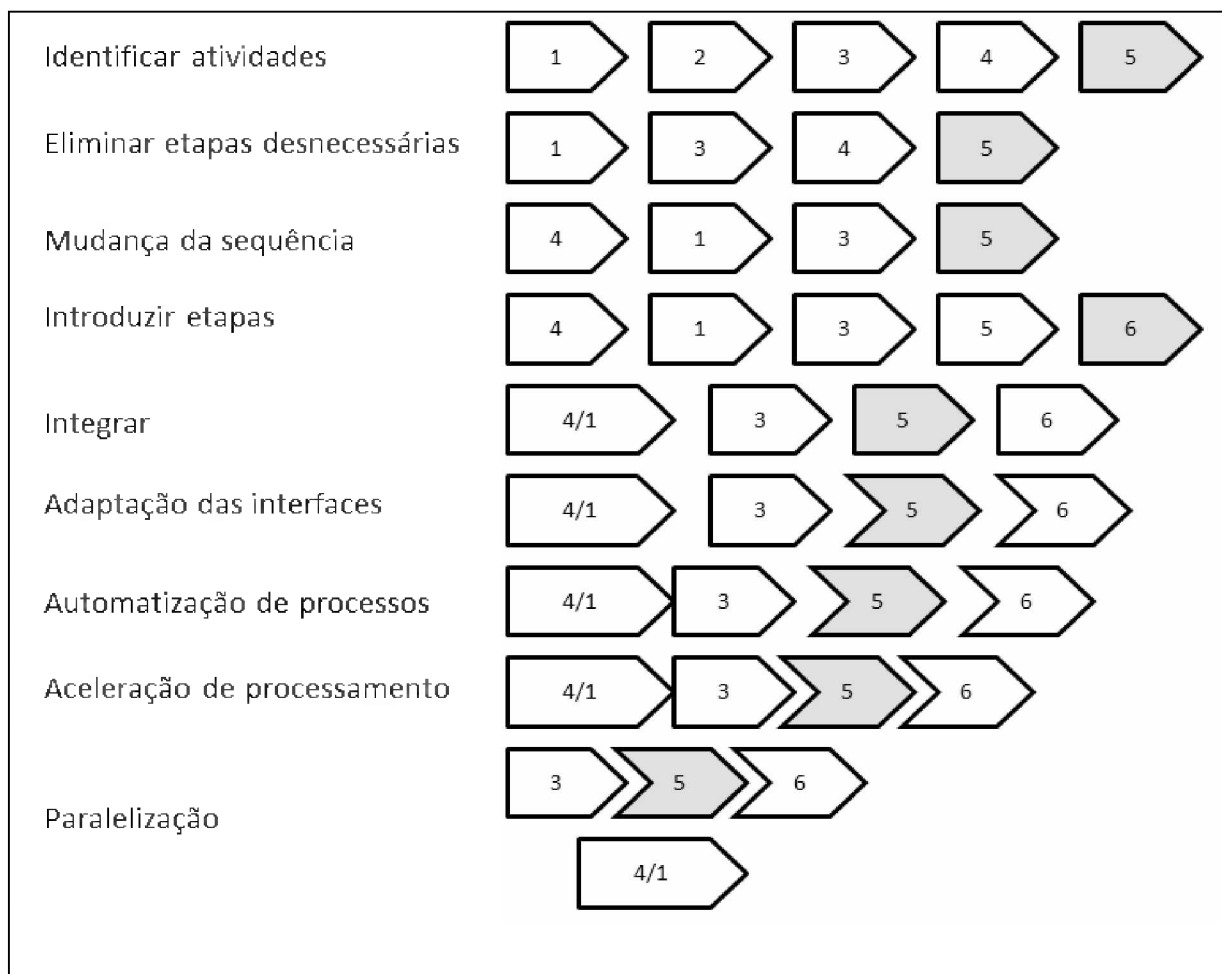 Identificar atividades 1 2 3 4 5
Eliminar etapas desnecessárias 1 3 4 5
Mudança da sequência 4 1 3 5
Introduzir etapas 4 1 3 5 6
Integrar 4/1 3 5 6
Adaptação das interfaces 4/1 3 5 6
Automatização de processos 4/1 3 5 6
Aceleração de processamento 4/1 3 5 6
3 5 6
Paralelização
4/1